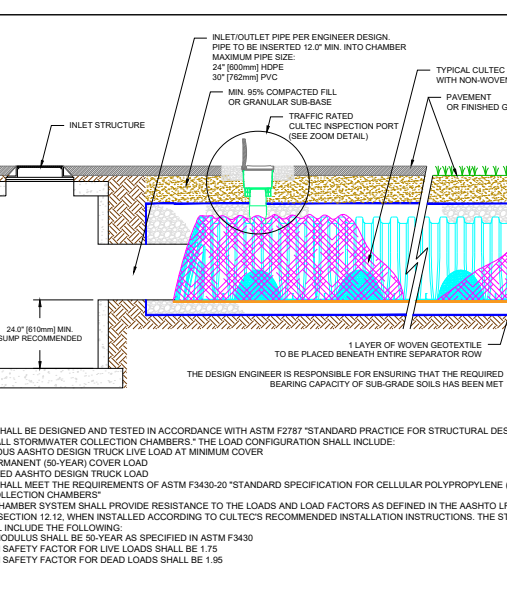 INLET/OUTLET PIPE PER ENGINEER DESIGN.
PIPE TO BE INSERTED 12.0" MIN. INTO CHAMBER
MAXIMUM PIPE SIZE:
24" [600mm] HDPE
30" [762mm] PVC
TYPICAL CULTEC
WITH NON-WOVEN
MIN. 95% COMPACTED FILL
OR GRANULAR SUB-BASE
PAVEMENT
OR FINISHED G
TRAFFIC RATED
CULTEC INSPECTION PORT
(SEE ZOOM DETAIL)
INLET STRUCTURE
24.0" [610mm] MIN.
SUMP RECOMMENDED
1 LAYER OF WOVEN GEOTEXTILE
TO BE PLACED BENEATH ENTIRE SEPARATOR ROW
THE DESIGN ENGINEER IS RESPONSIBLE FOR ENSURING THAT THE REQUIRED
BEARING CAPACITY OF SUB-GRADE SOILS HAS BEEN MET
HALL BE DESIGNED AND TESTED IN ACCORDANCE WITH ASTM F2787 "STANDARD PRACTICE FOR STRUCTURAL DES
ALL STORMWATER COLLECTION CHAMBERS." THE LOAD CONFIGURATION SHALL INCLUDE:
OUS AASHTO DESIGN TRUCK LIVE LOAD AT MINIMUM COVER
RMANENT (50-YEAR) COVER LOAD
ED AASHTO DESIGN TRUCK LOAD
HALL MEET THE REQUIREMENTS OF ASTM F3430-20 "STANDARD SPECIFICATION FOR CELLULAR POLYPROPYLENE (
OLLECTION CHAMBERS"
HAMBER SYSTEM SHALL PROVIDE RESISTANCE TO THE LOADS AND LOAD FACTORS AS DEFINED IN THE AASHTO LR
SECTION 12.12, WHEN INSTALLED ACCORDING TO CULTEC'S RECOMMENDED INSTALLATION INSTRUCTIONS. THE ST
L INCLUDE THE FOLLOWING:
MODULUS SHALL BE 50-YEAR AS SPECIFIED IN ASTM F3430
SAFETY FACTOR FOR LIVE LOADS SHALL BE 1.75
SAFETY FACTOR FOR DEAD LOADS SHALL BE 1.95